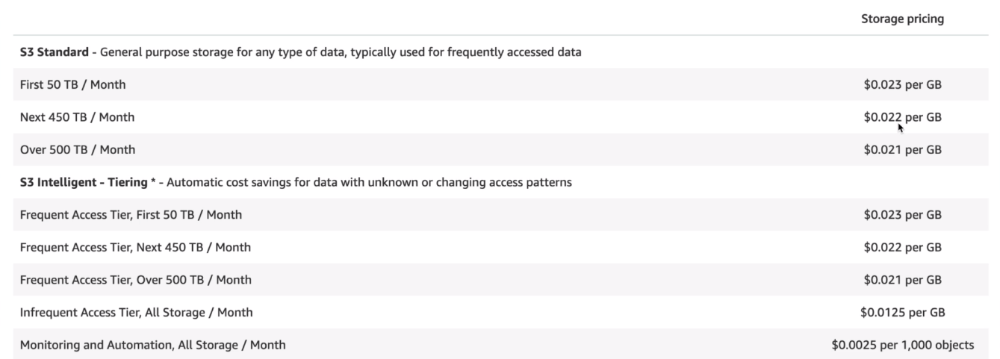 Storage pricing
S3 Standard - General purpose storage for any type of data, typically used for frequently accessed data
First 50 TB / Month $0.023 per GB
Next 450 TB / Month $0.022 per GB
Over 500 TB / Month $0.021 per GB
S3 Intelligent - Tiering * - Automatic cost savings for data with unknown or changing access patterns
Frequent Access Tier, First 50 TB / Month $0.023 per GB
Frequent Access Tier, Next 450 TB / Month $0.022 per GB
Frequent Access Tier, Over 500 TB / Month $0.021 per GB
Infrequent Access Tier, All Storage / Month $0.0125 per GB
Monitoring and Automation, All Storage / Month $0.0025 per 1,000 objects